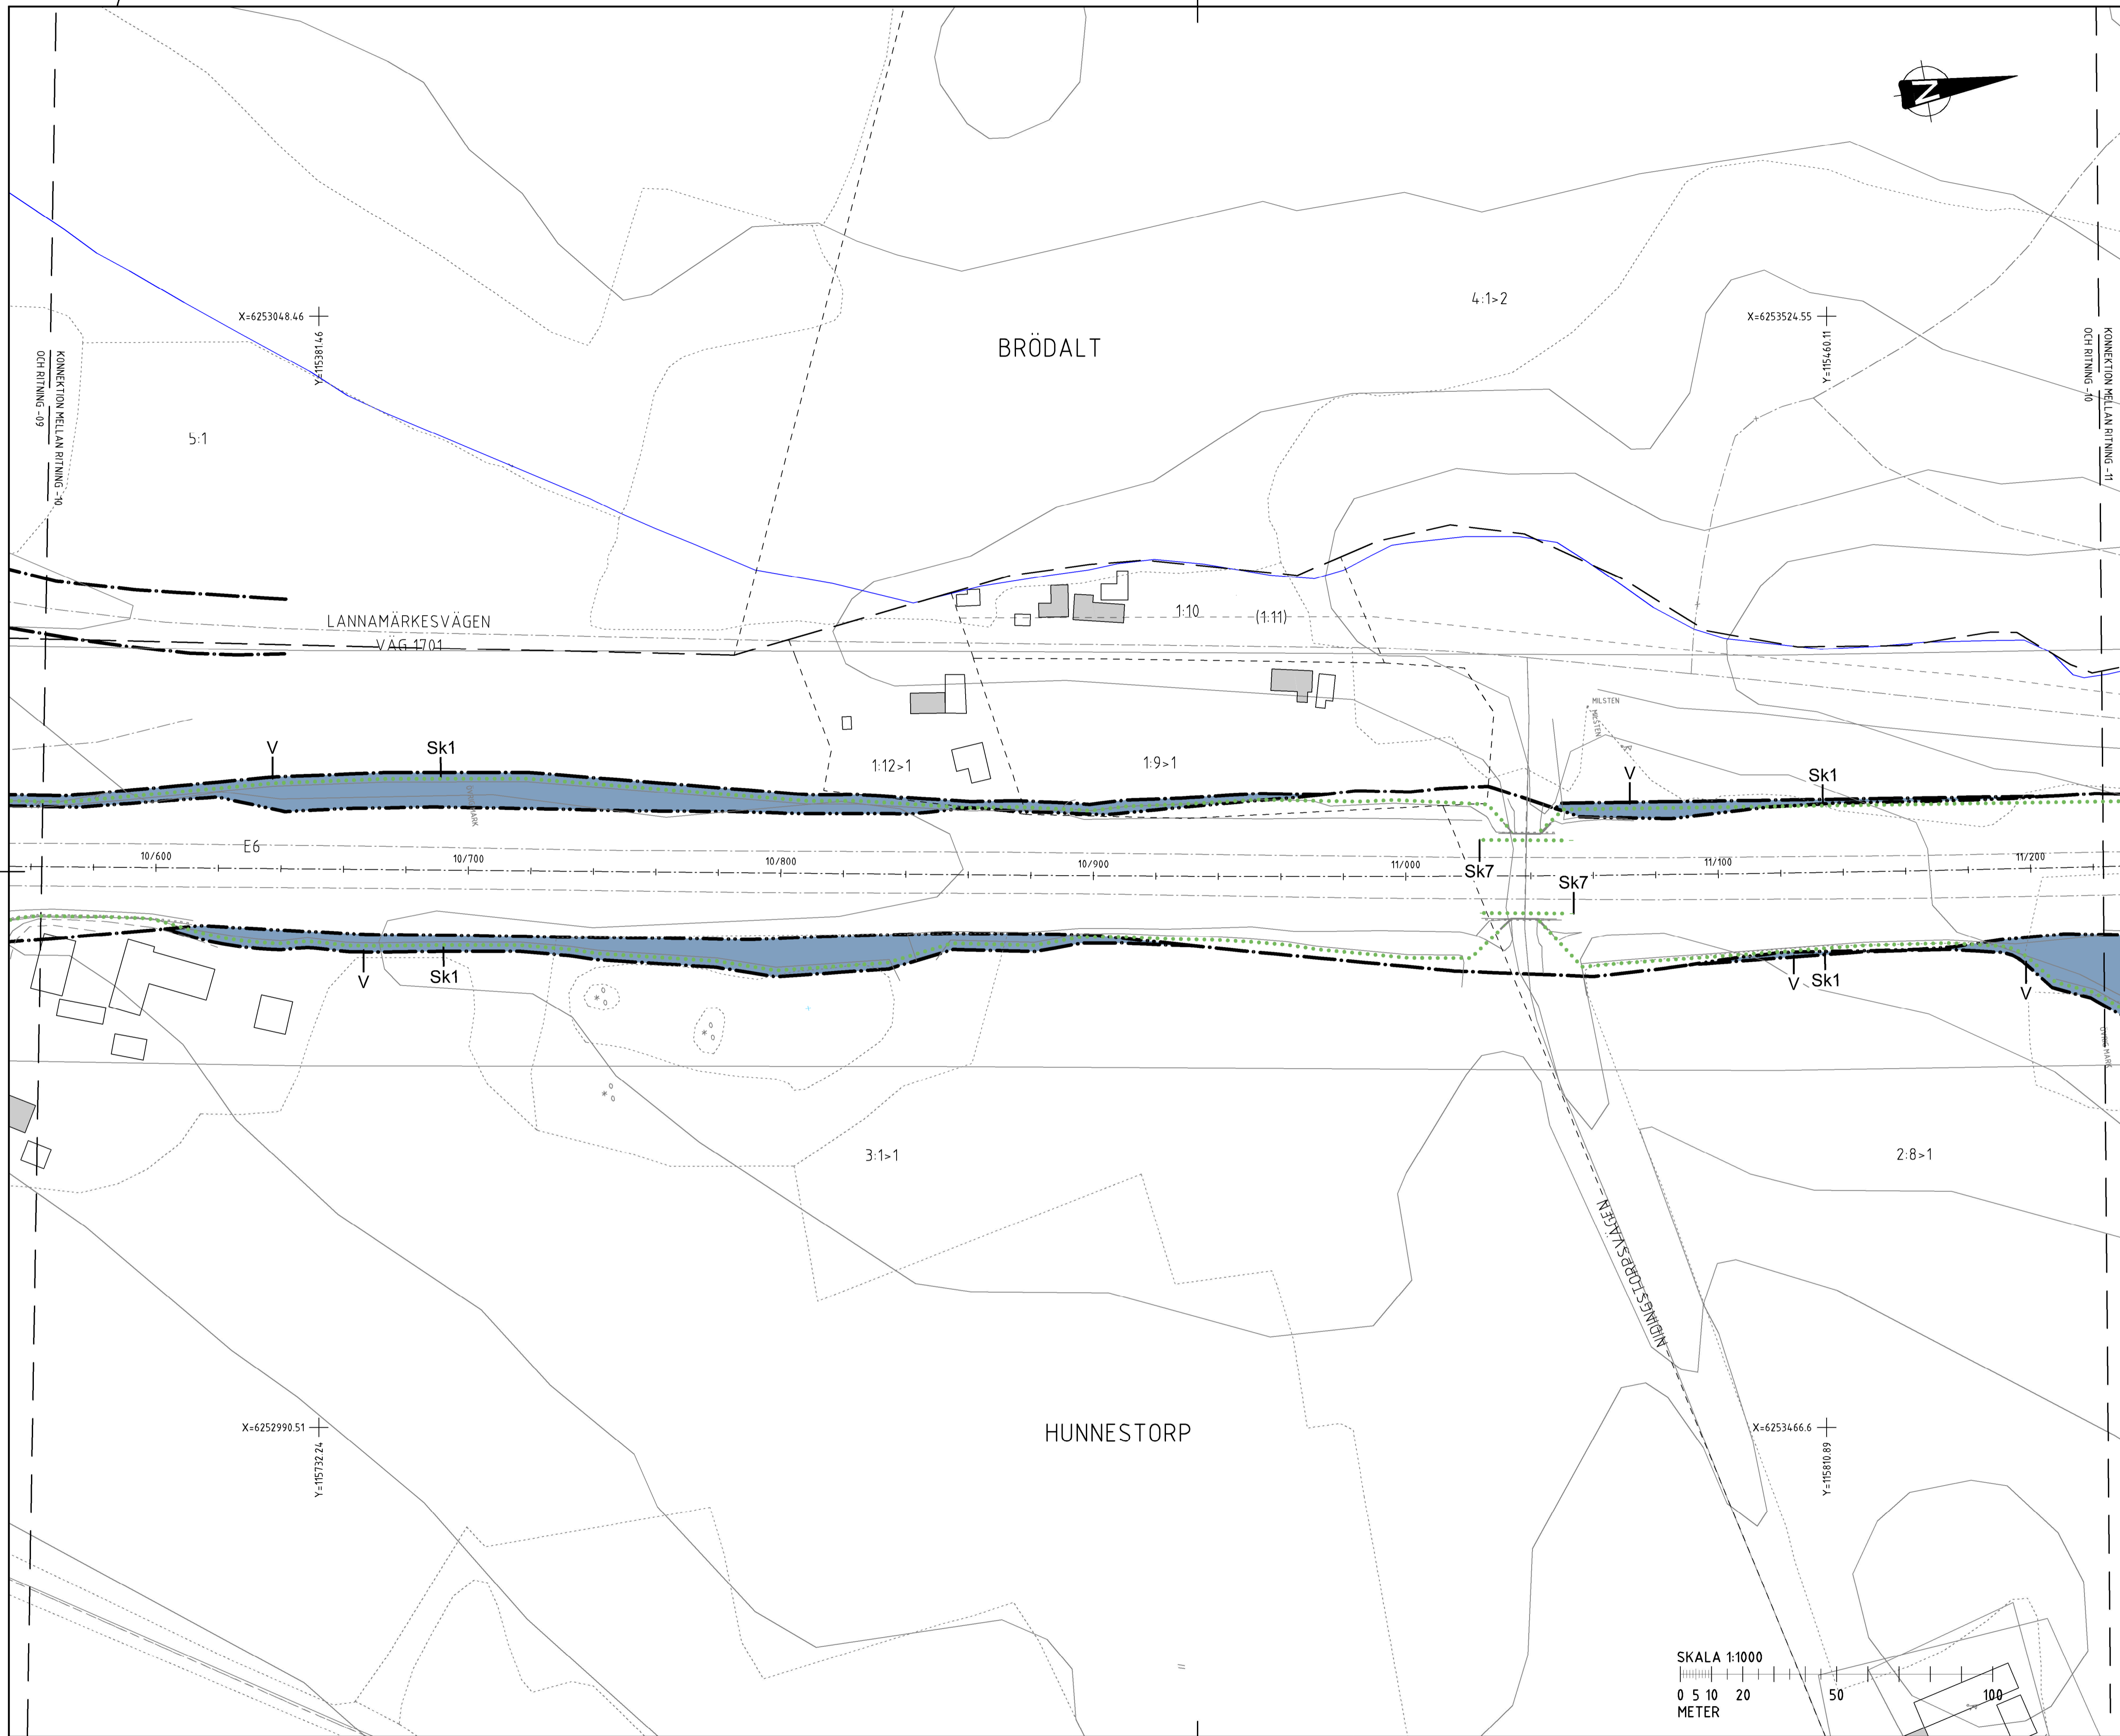 N
4:1>2
X=6253048.46
Y=115381.46
X=6253524.55
Y=115460.11
BRÖDALT
KONNEKTION MELLAN RITNING -10
OCH RITNING -09
KONNEKTION MELLAN RITNING -11
OCH RITNING -10
5:1
1:10
(1:11)
LANNAMÄRKESVÄGEN
VÄG 1701
MILSTEN
MILSTEN
V
Sk1
1:12>1
1:9>1
V
Sk1
E6
10/600
10/700
10/800
10/900
11/000
11/100
11/200
Sk7
Sk7
V
Sk1
V
Sk1
V
3:1>1
2:8>1
NIDINGSTORPSVÄGEN
HUNNESTORP
X=6252990.51
Y=115732.24
X=6253466.6
Y=115810.89
SKALA 1:1000
0 5 10 20 50 100
METER